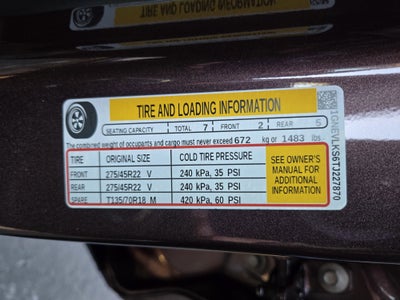 TIRE AND LOADING INFORMATION
SEATING CAPACITY TOTAL 7 FRONT 2 REAR 5
The combined weight of occupants and cargo must never exceed 672 kg or 1483 lbs
TIRE ORIGINAL SIZE COLD TIRE PRESSURE
FRONT 275/45R22 V 240 kPa, 35 PSI
REAR 275/45R22 V 240 kPa, 35 PSI
SPARE T135/70R18 M 420 kPa, 60 PSI
SEE OWNER'S
MANUAL FOR
ADDITIONAL
INFORMATION